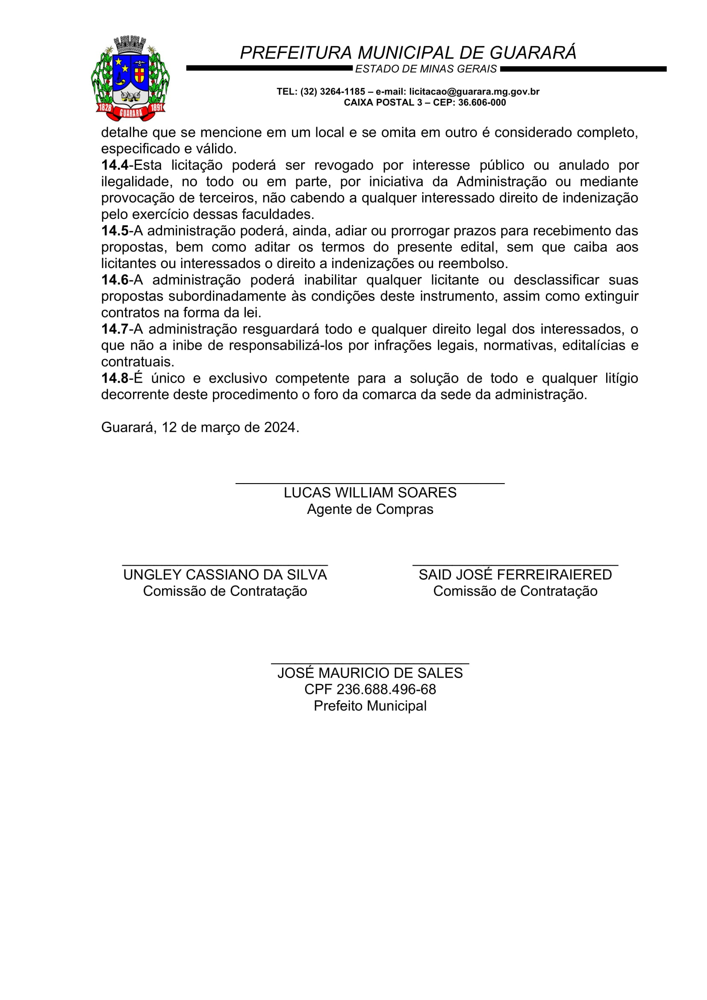 PREFEITURA MUNICIPAL DE GUARARÁ
ESTADO DE MINAS GERAIS
TEL: (32) 3264-1185 – e-mail: licitacao@guarara.mg.gov.br
CAIXA POSTAL 3 – CEP: 36.606-000
1828 GUARARÁ 1891
detalhe que se mencione em um local e se omita em outro é considerado completo,
especificado e válido.
14.4-Esta licitação poderá ser revogado por interesse público ou anulado por
ilegalidade, no todo ou em parte, por iniciativa da Administração ou mediante
provocação de terceiros, não cabendo a qualquer interessado direito de indenização
pelo exercício dessas faculdades.
14.5-A administração poderá, ainda, adiar ou prorrogar prazos para recebimento das
propostas, bem como aditar os termos do presente edital, sem que caiba aos
licitantes ou interessados o direito a indenizações ou reembolso.
14.6-A administração poderá inabilitar qualquer licitante ou desclassificar suas
propostas subordinadamente às condições deste instrumento, assim como extinguir
contratos na forma da lei.
14.7-A administração resguardará todo e qualquer direito legal dos interessados, o
que não a inibe de responsabilizá-los por infrações legais, normativas, editalícias e
contratuais.
14.8-É único e exclusivo competente para a solução de todo e qualquer litígio
decorrente deste procedimento o foro da comarca da sede da administração.
Guarará, 12 de março de 2024.
LUCAS WILLIAM SOARES
Agente de Compras
UNGLEY CASSIANO DA SILVA
Comissão de Contratação
SAID JOSÉ FERREIRAIERED
Comissão de Contratação
JOSÉ MAURICIO DE SALES
CPF 236.688.496-68
Prefeito Municipal